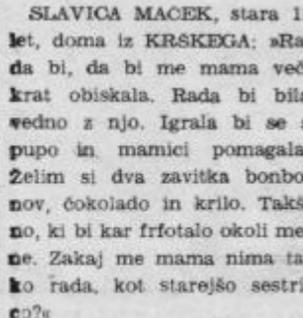 SLAVICA MAČEK, stara 1
let, doma iz KRŠKEGA: »Ra
da bi, da bi me mama več
krat obiskala. Rada bi bila
vedno z njo. Igrala bi se s
pupo in mamici pomagala
Želim si dva zavitka bonbo
nov, čokolado in krilo. Takš
no, ki bi kar frfotalo okoli me
ne. Zakaj me mama nima ta
ko rada, kot starejšo sestri
co?«